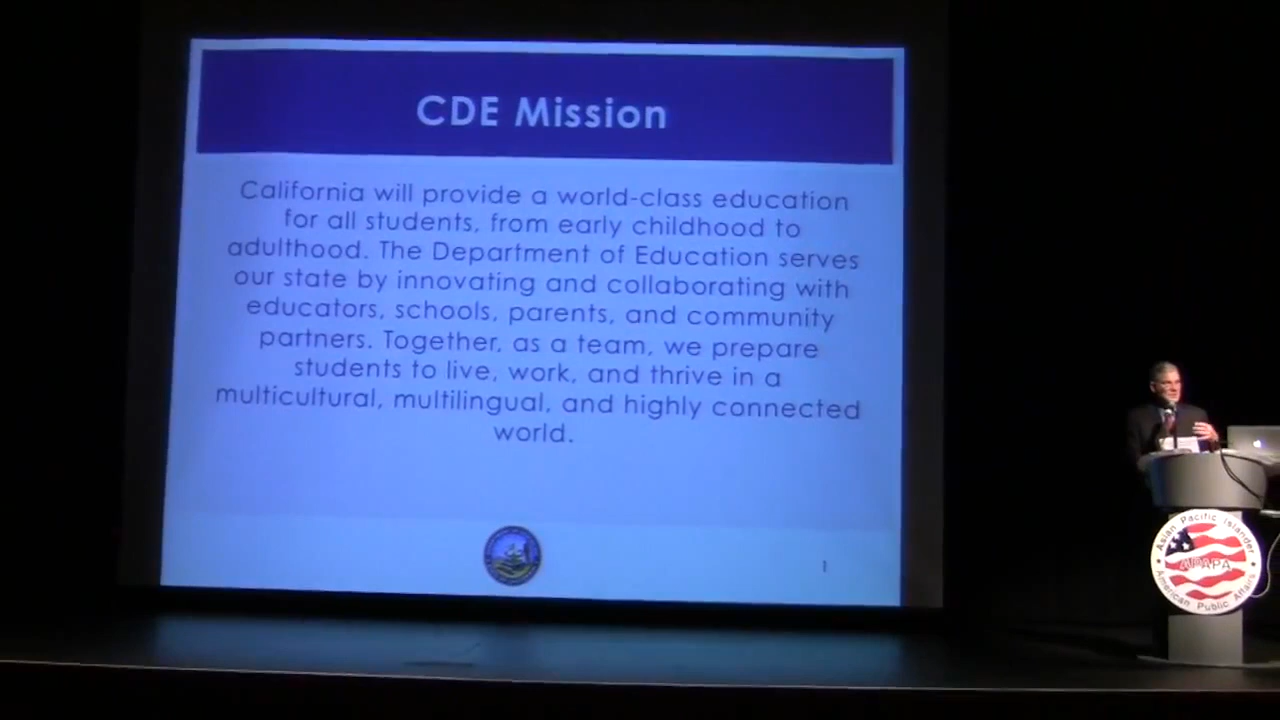 CDE Mission
California will provide a world-class education
for all students, from early childhood to
adulthood. The Department of Education serves
our state by innovating and collaborating with
educators, schools, parents, and community
partners. Together, as a team, we prepare
students to live, work, and thrive in a
multicultural, multilingual, and highly connected
world.
1
Asian Pacific Islander
APAPA
American Public Affairs